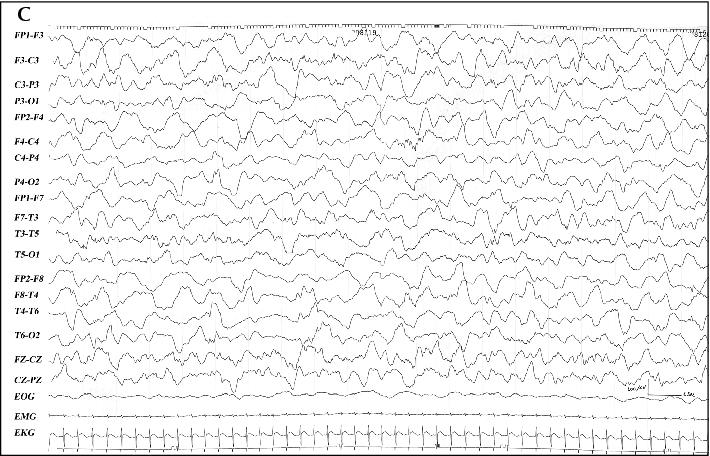 C
FP1-F3
F3-C3
C3-P3
P3-O1
FP2-F4
F4-C4
C4-P4
P4-O2
FP1-F7
F7-T3
T3-T5
T5-O1
FP2-F8
F8-T4
T4-T6
T6-O2
FZ-CZ
CZ-PZ
EOG
EMG
EKG